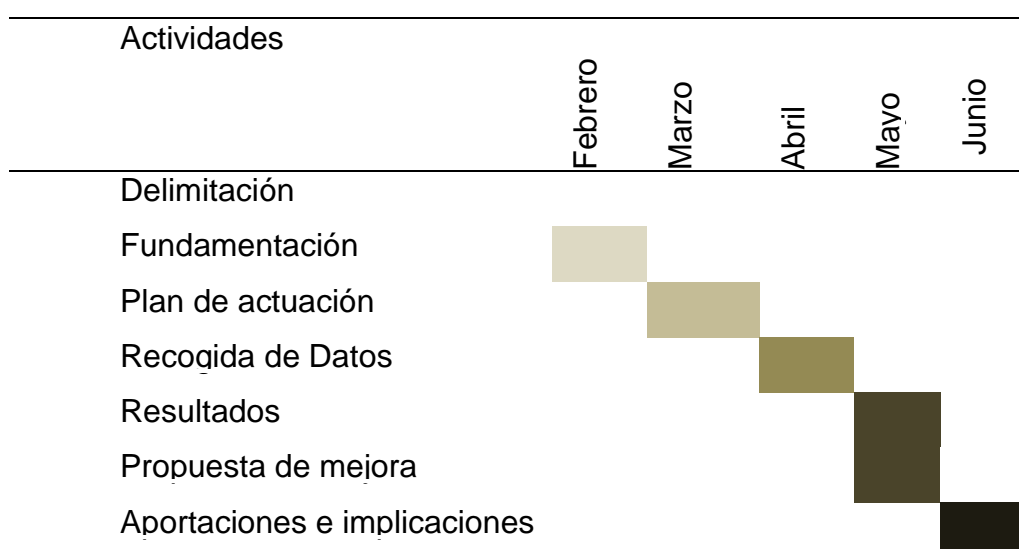 Actividades
Febrero
Marzo
Abril
Mayo
Junio
Delimitación
Fundamentación
Plan de actuación
Recogida de Datos
Resultados
Propuesta de mejora
Aportaciones e implicaciones